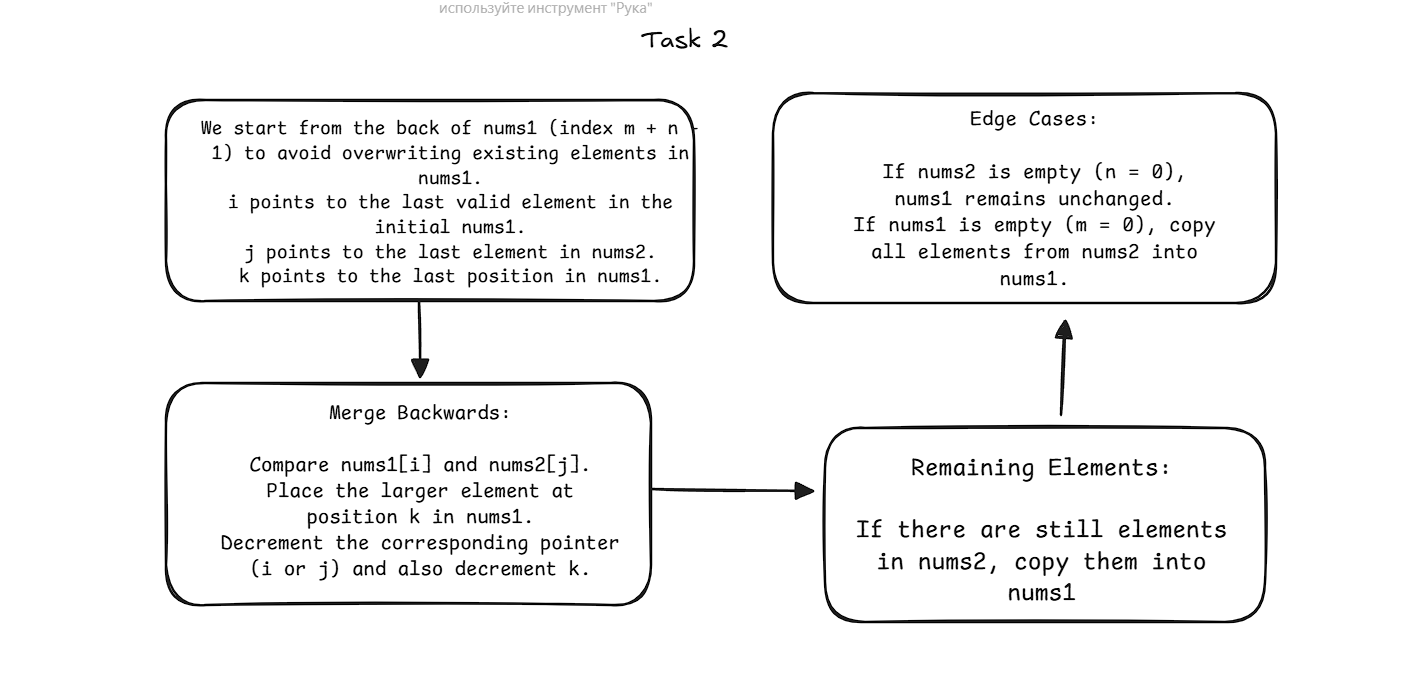 используйте инструмент "Рука"
Task 2
We start from the back of nums1 (index m + n -
1) to avoid overwriting existing elements in
nums1.
i points to the last valid element in the
initial nums1.
j points to the last element in nums2.
k points to the last position in nums1.
Merge Backwards:
Compare nums1[i] and nums2[j].
Place the larger element at
position k in nums1.
Decrement the corresponding pointer
(i or j) and also decrement k.
Remaining Elements:
If there are still elements
in nums2, copy them into
nums1
Edge Cases:
If nums2 is empty (n = 0),
nums1 remains unchanged.
If nums1 is empty (m = 0), copy
all elements from nums2 into
nums1.